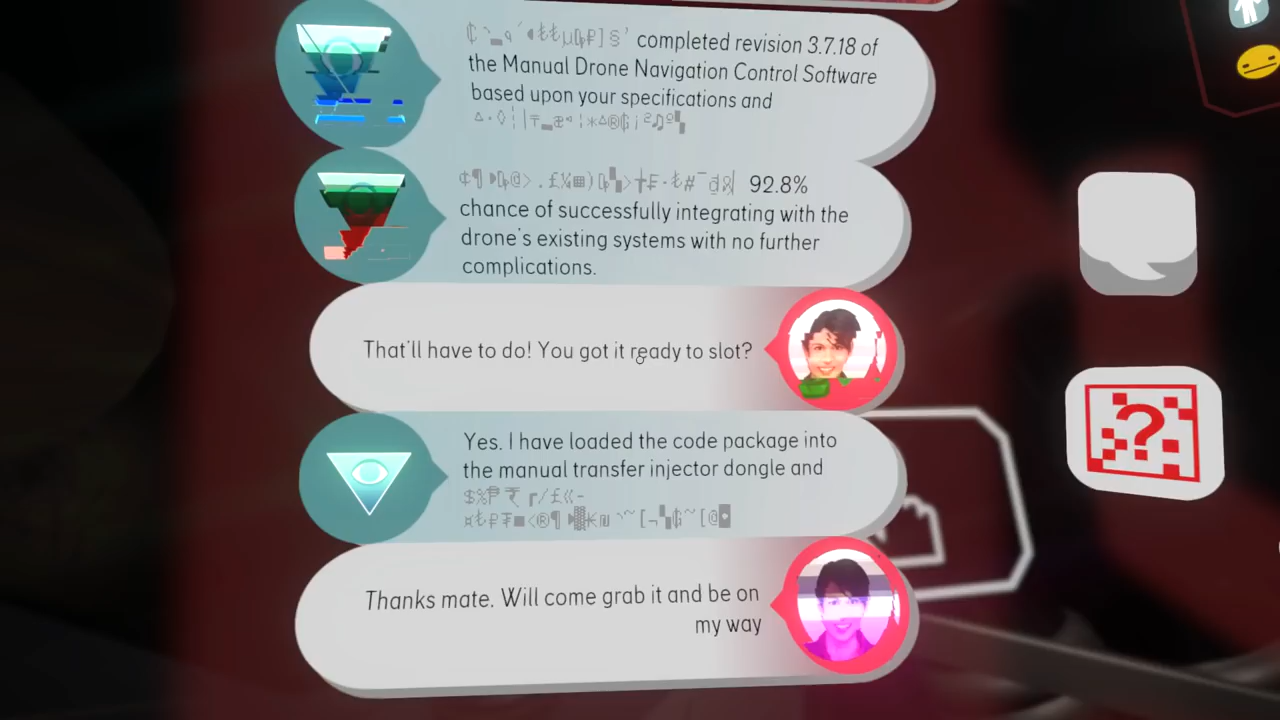 completed revision 3.7.18 of
the Manual Drone Navigation Control Software
based upon your specifications and
92.8%
chance of successfully integrating with the
drone's existing systems with no further
complications.
That'll have to do! You got it ready to slot?
Yes. I have loaded the code package into
the manual transfer injector dongle and
Thanks mate. Will come grab it and be on
my way
?